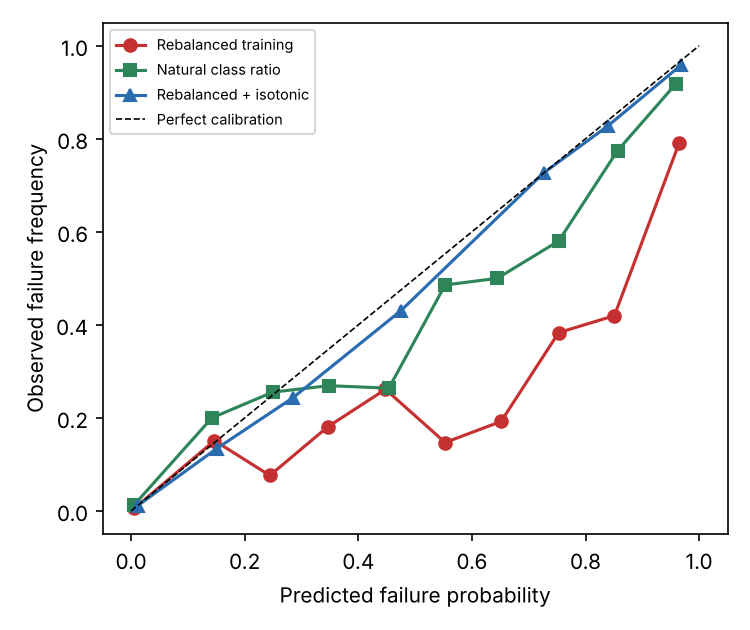 Rebalanced training
Natural class ratio
Rebalanced + isotonic
Perfect calibration
1.0
0.8
0.6
0.4
0.2
0.0
Observed failure frequency
0.0 0.2 0.4 0.6 0.8 1.0
Predicted failure probability